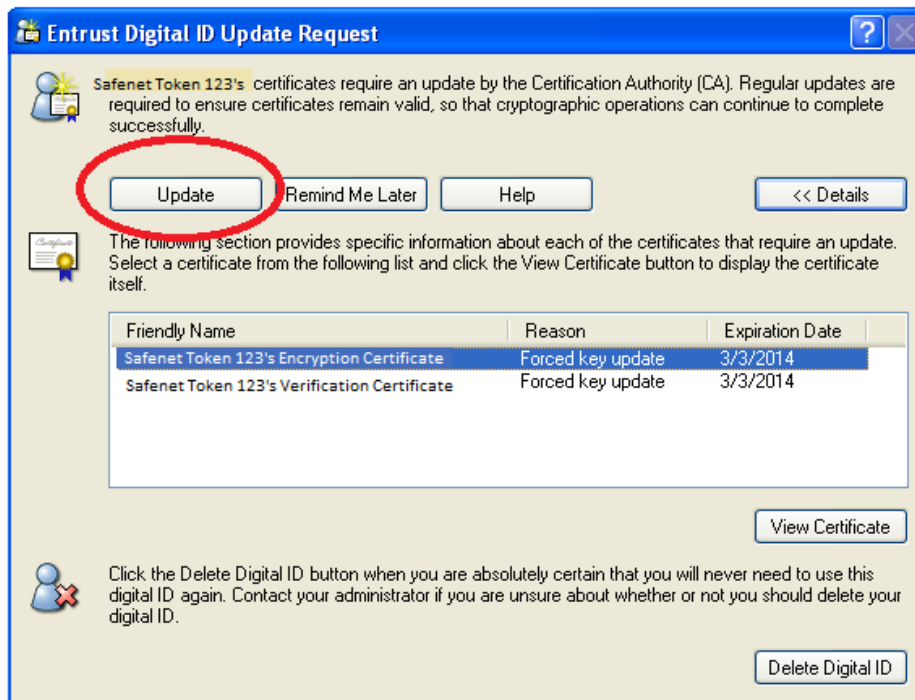 Entrust Digital ID Update Request
?
Safenet Token 123's certificates require an update by the Certification Authority (CA). Regular updates are
required to ensure certificates remain valid, so that cryptographic operations can continue to complete
successfully.
Update Remind Me Later Help << Details
Certificate
The following section provides specific information about each of the certificates that require an update.
Select a certificate from the following list and click the View Certificate button to display the certificate
itself.
Friendly Name Reason Expiration Date
Safenet Token 123's Encryption Certificate Forced key update 3/3/2014
Safenet Token 123's Verification Certificate Forced key update 3/3/2014
View Certificate
Click the Delete Digital ID button when you are absolutely certain that you will never need to use this
digital ID again. Contact your administrator if you are unsure about whether or not you should delete your
digital ID.
Delete Digital ID